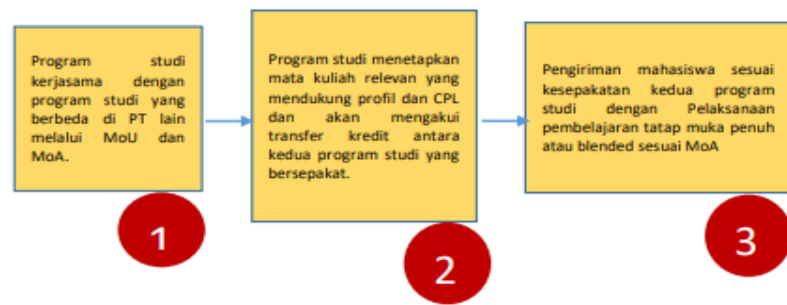 Program studi
kerjasama dengan
program studi yang
berbeda di PT lain
melalui MoU dan
MoA.
1
Program studi menetapkan
mata kuliah relevan yang
mendukung profil dan CPL
dan akan mengakui
transfer kredit antara
kedua program studi yang
bersepakat.
2
Pengiriman mahasiswa sesuai
kesepakatan kedua program
studi dengan Pelaksanaan
pembelajaran tatap muka penuh
atau blended sesuai MoA
3